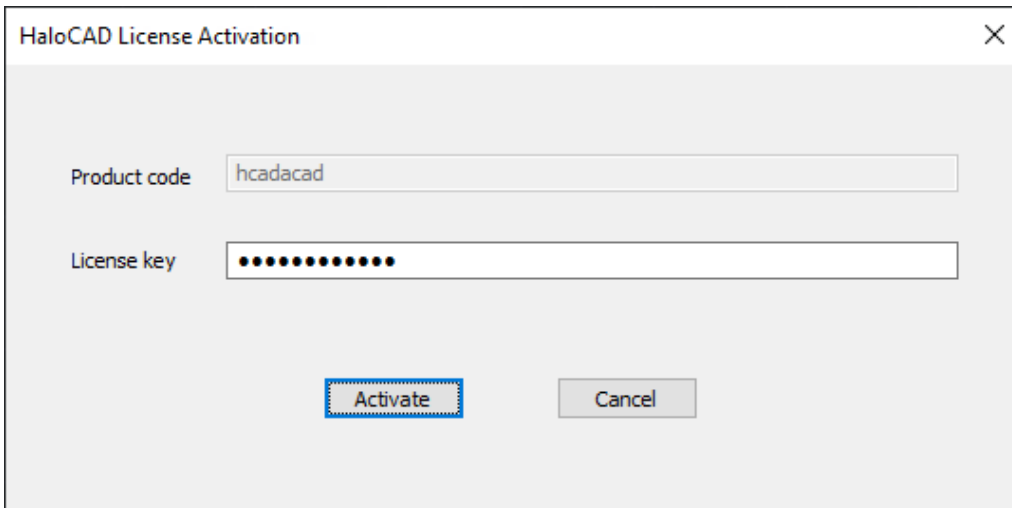 HaloCAD License Activation
Product code hcadacad
License key ●●●●●●●●●●●●
Activate Cancel